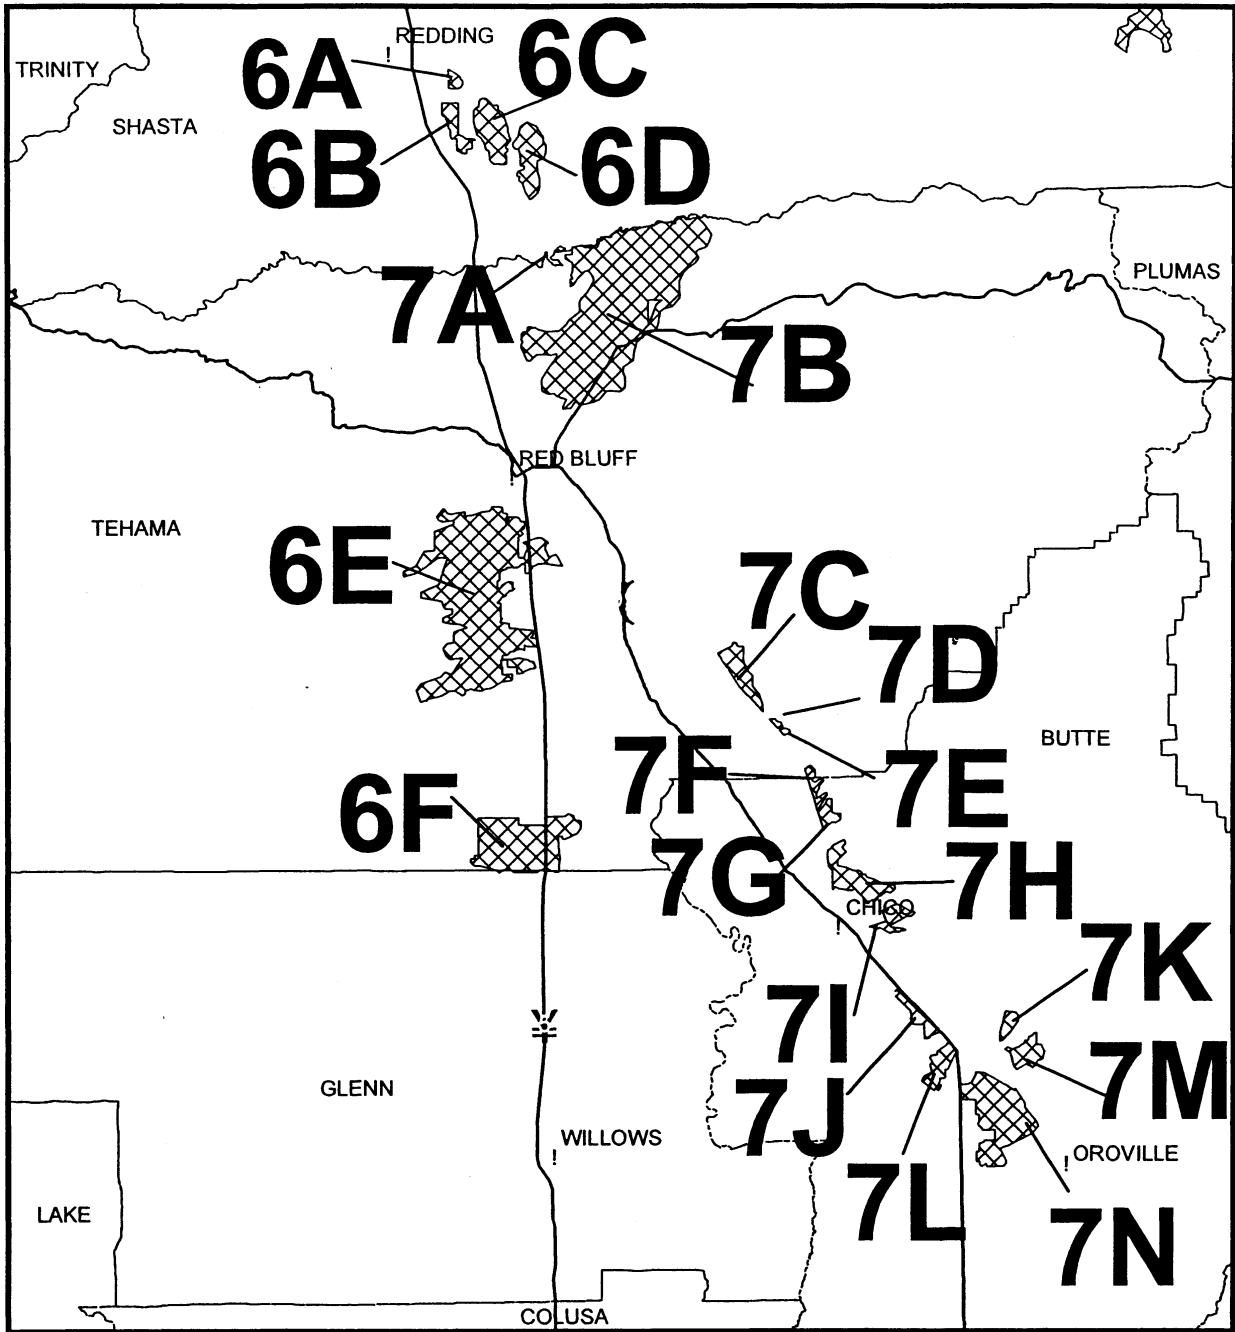 REDDING
6C
6A
TRINITY
SHASTA
6B
6D
PLUMAS
7A
7B
RED BLUFF
TEHAMA
6E
7C
7D
BUTTE
7F
7E
6F
7G
7H
CHICO
7K
7I
7M
GLENN
7J
WILLOWS
OROVILLE
7L
LAKE
7N
COLUSA